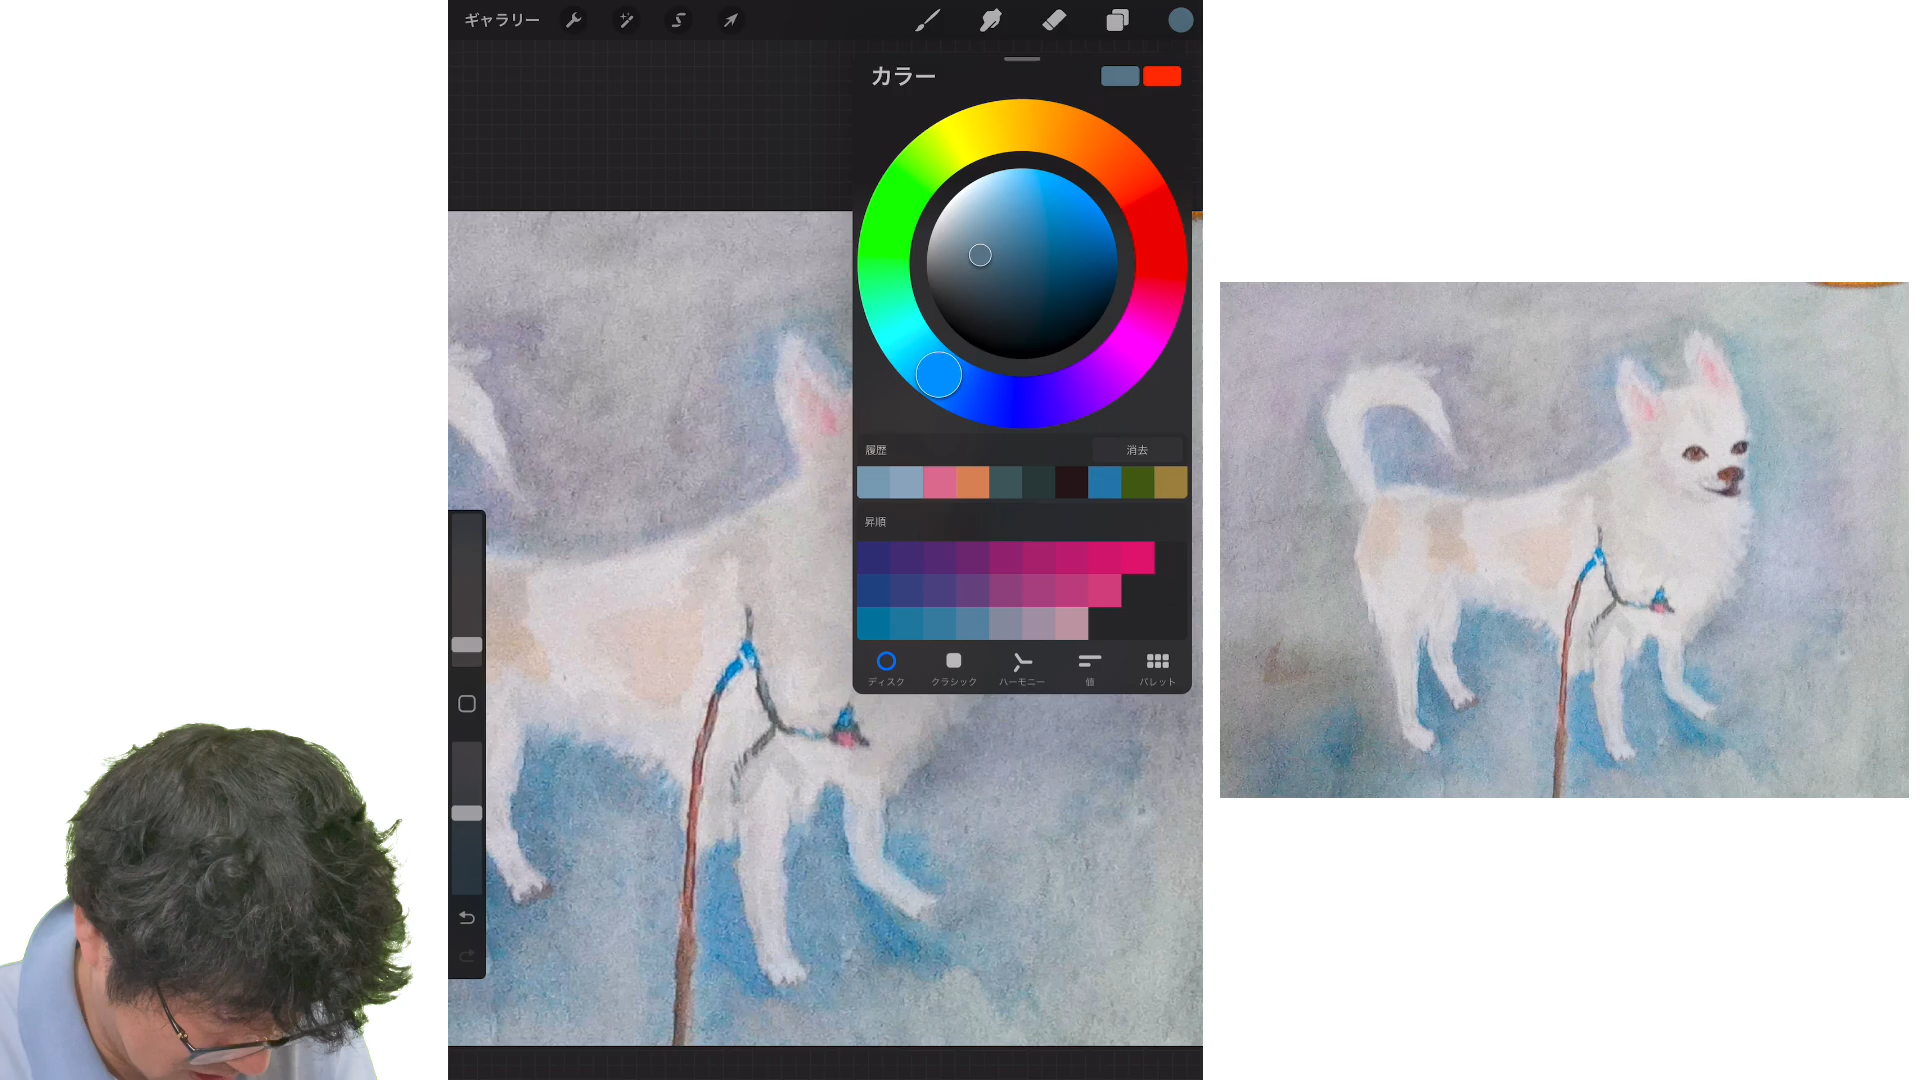 ギャラリー
カラー
履歴
消去
昇順
ディスク
クラシック
ハーモニー
値
パレット